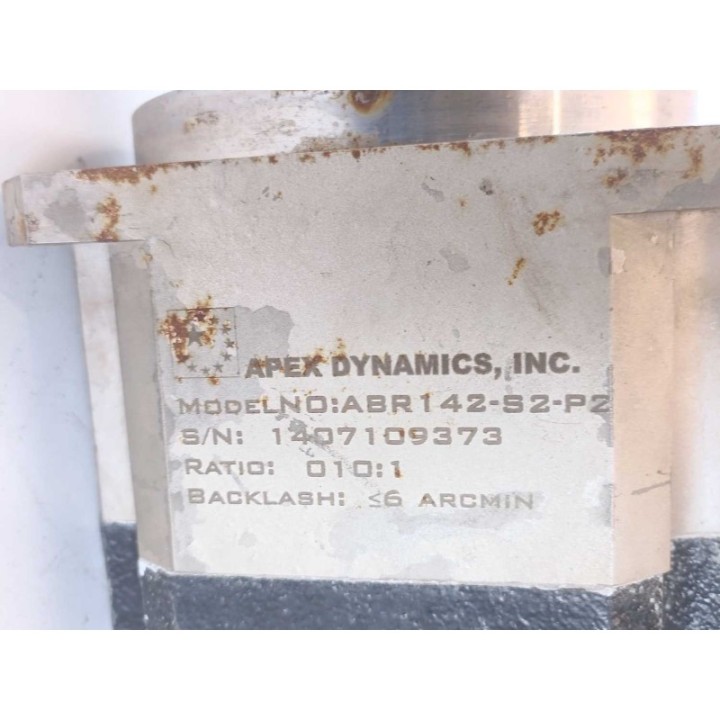 APEX DYNAMICS, INC.
MODELNO:ABR142-S2-P2
S/N: 1407109373
RATIO: 010:1
BACKLASH: ≤6 ARCMIN